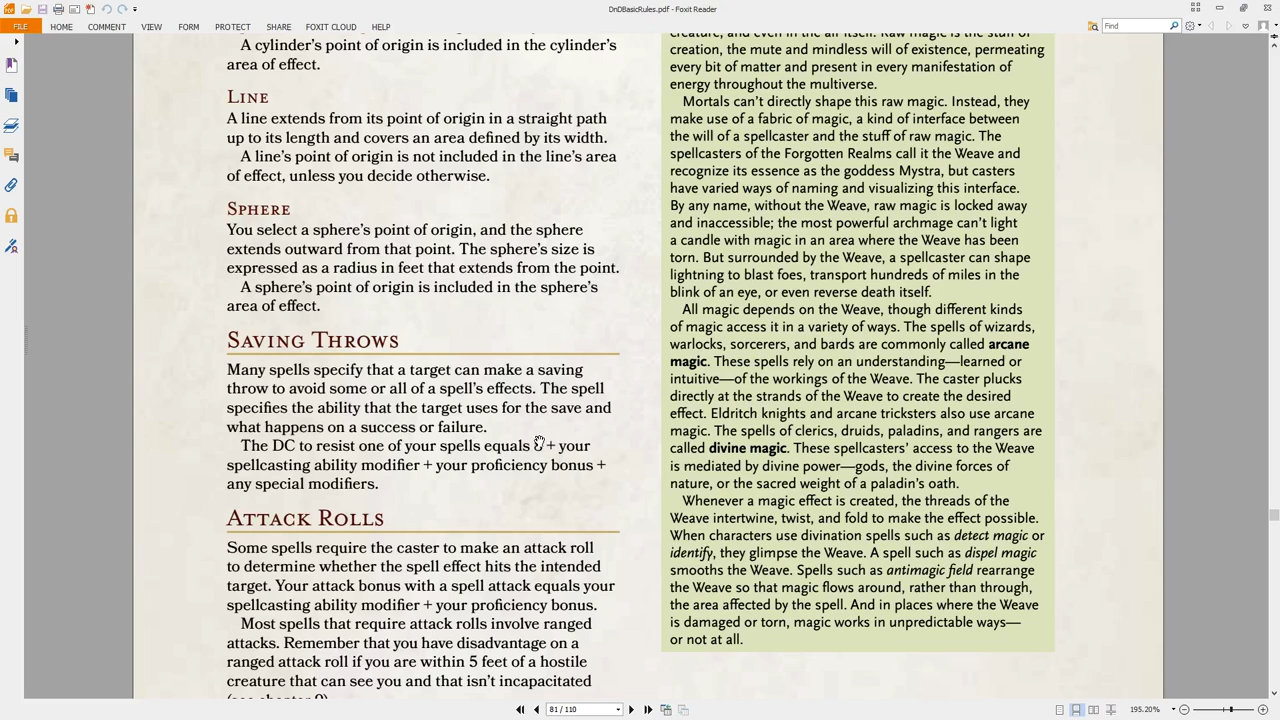 DnDBasicRules.pdf - Foxit Reader
FILE HOME COMMENT VIEW FORM PROTECT SHARE FOXIT CLOUD HELP
Find
A cylinder's point of origin is included in the cylinder's
area of effect.
LINE
A line extends from its point of origin in a straight path
up to its length and covers an area defined by its width.
A line's point of origin is not included in the line's area
of effect, unless you decide otherwise.
SPHERE
You select a sphere's point of origin, and the sphere
extends outward from that point. The sphere's size is
expressed as a radius in feet that extends from the point.
A sphere's point of origin is included in the sphere's
area of effect.
SAVING THROWS
Many spells specify that a target can make a saving
throw to avoid some or all of a spell's effects. The spell
specifies the ability that the target uses for the save and
what happens on a success or failure.
The DC to resist one of your spells equals + your
spellcasting ability modifier + your proficiency bonus +
any special modifiers.
ATTACK ROLLS
Some spells require the caster to make an attack roll
to determine whether the spell effect hits the intended
target. Your attack bonus with a spell attack equals your
spellcasting ability modifier + your proficiency bonus.
Most spells that require attack rolls involve ranged
attacks. Remember that you have disadvantage on a
ranged attack roll if you are within 5 feet of a hostile
creature that can see you and that isn't incapacitated
(see chapter 9).
creature, and even in the air itself. Raw magic is the stuff of
creation, the mute and mindless will of existence, permeating
every bit of matter and present in every manifestation of
energy throughout the multiverse.
Mortals can't directly shape this raw magic. Instead, they
make use of a fabric of magic, a kind of interface between
the will of a spellcaster and the stuff of raw magic. The
spellcasters of the Forgotten Realms call it the Weave and
recognize its essence as the goddess Mystra, but casters
have varied ways of naming and visualizing this interface.
By any name, without the Weave, raw magic is locked away
and inaccessible; the most powerful archmage can't light
a candle with magic in an area where the Weave has been
torn. But surrounded by the Weave, a spellcaster can shape
lightning to blast foes, transport hundreds of miles in the
blink of an eye, or even reverse death itself.
All magic depends on the Weave, though different kinds
of magic access it in a variety of ways. The spells of wizards,
warlocks, sorcerers, and bards are commonly called arcane
magic. These spells rely on an understanding—learned or
intuitive—of the workings of the Weave. The caster plucks
directly at the strands of the Weave to create the desired
effect. Eldritch knights and arcane tricksters also use arcane
magic. The spells of clerics, druids, paladins, and rangers are
called divine magic. These spellcasters' access to the Weave
is mediated by divine power—gods, the divine forces of
nature, or the sacred weight of a paladin's oath.
Whenever a magic effect is created, the threads of the
Weave intertwine, twist, and fold to make the effect possible.
When characters use divination spells such as detect magic or
identify, they glimpse the Weave. A spell such as dispel magic
smooths the Weave. Spells such as antimagic field rearrange
the Weave so that magic flows around, rather than through,
the area affected by the spell. And in places where the Weave
is damaged or torn, magic works in unpredictable ways—
or not at all.
81 / 110
195.20%